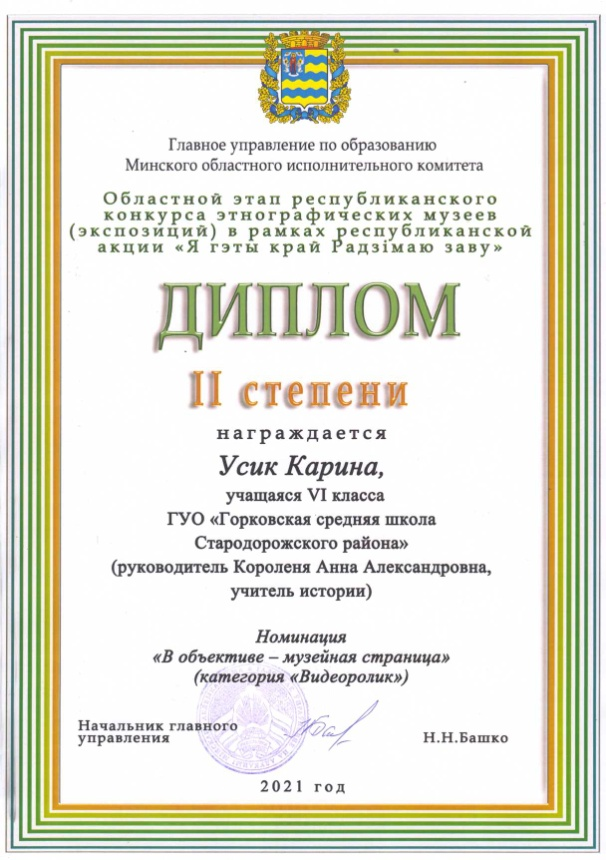 Главное управление по образованию
Минского областного исполнительного комитета
Областной этап республиканского
конкурса этнографических музеев
(экспозиций) в рамках республиканской
акции «Я гэты край Радзімаю заву»
ДИПЛОМ
II степени
награждается
Усик Карина,
учащаяся VI класса
ГУО «Горковская средняя школа
Стародорожского района»
(руководитель Короленя Анна Александровна,
учитель истории)
Номинация
«В объективе – музейная страница»
(категория «Видеоролик»)
Начальник главного
управления
Н.Н.Башко
2021 год